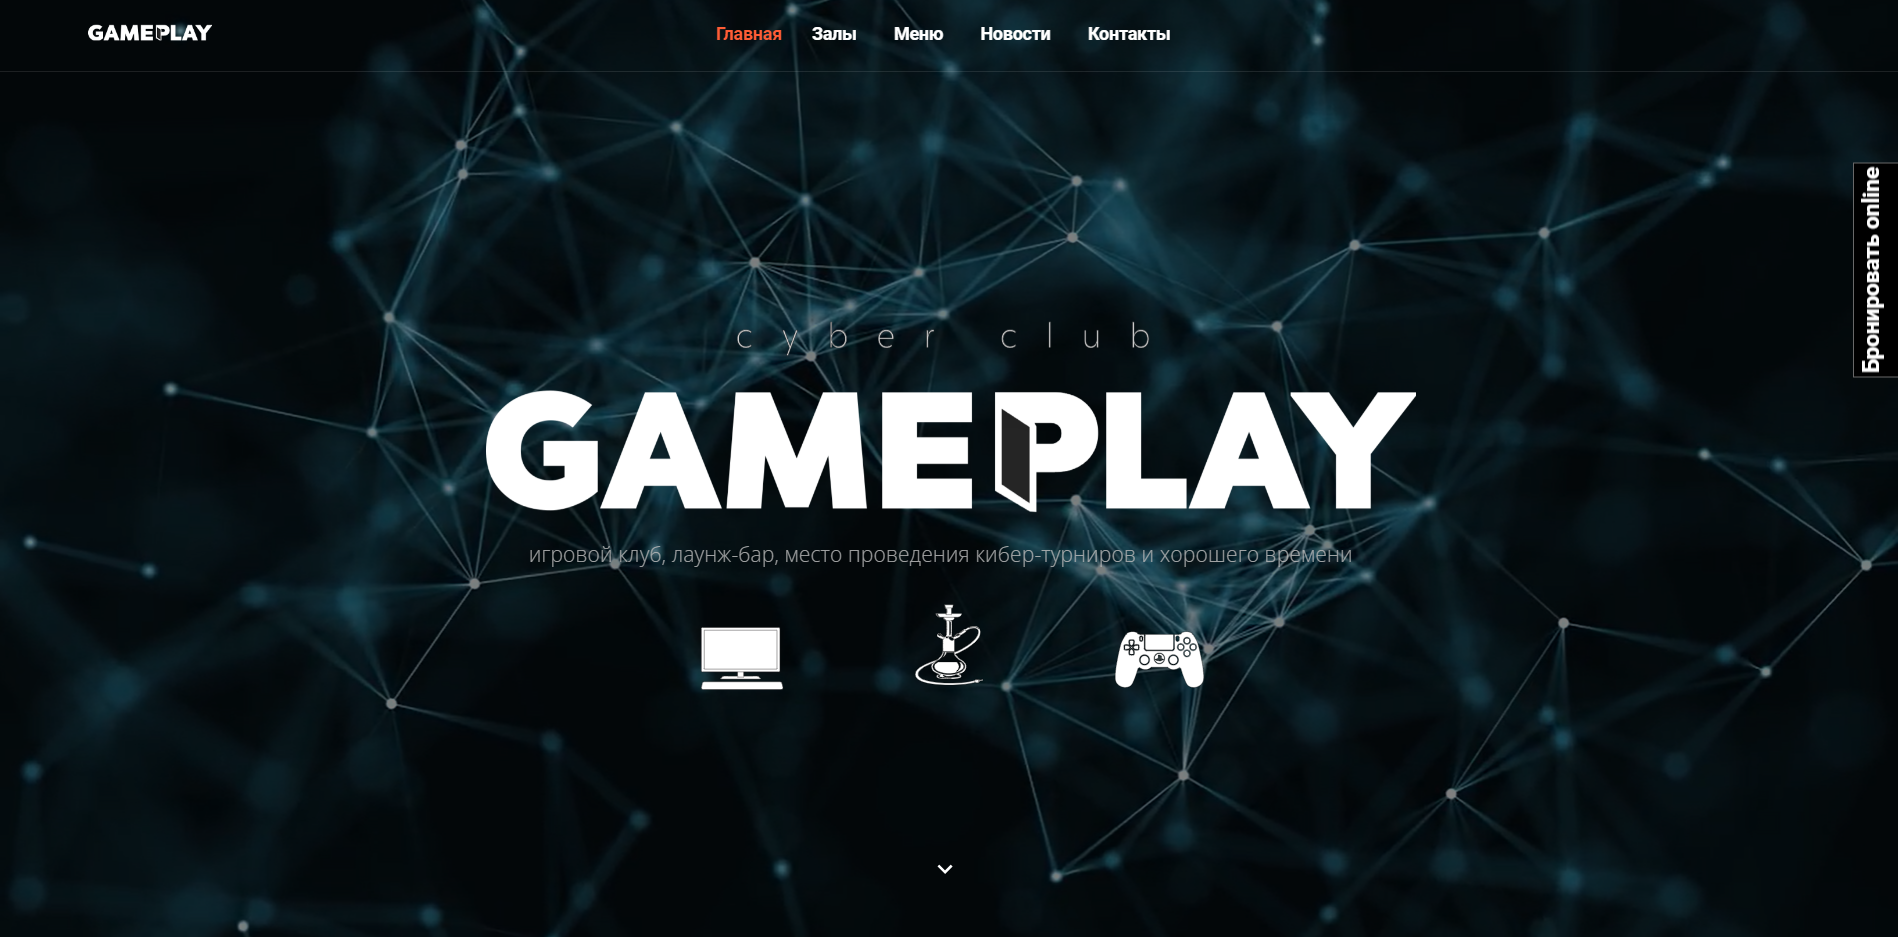 GAMEPLAY
Главная Залы Меню Новости Контакты
Бронировать online
cyber club
GAMEPLAY
игровой клуб, лаунж-бар, место проведения кибер-турниров и хорошего времени